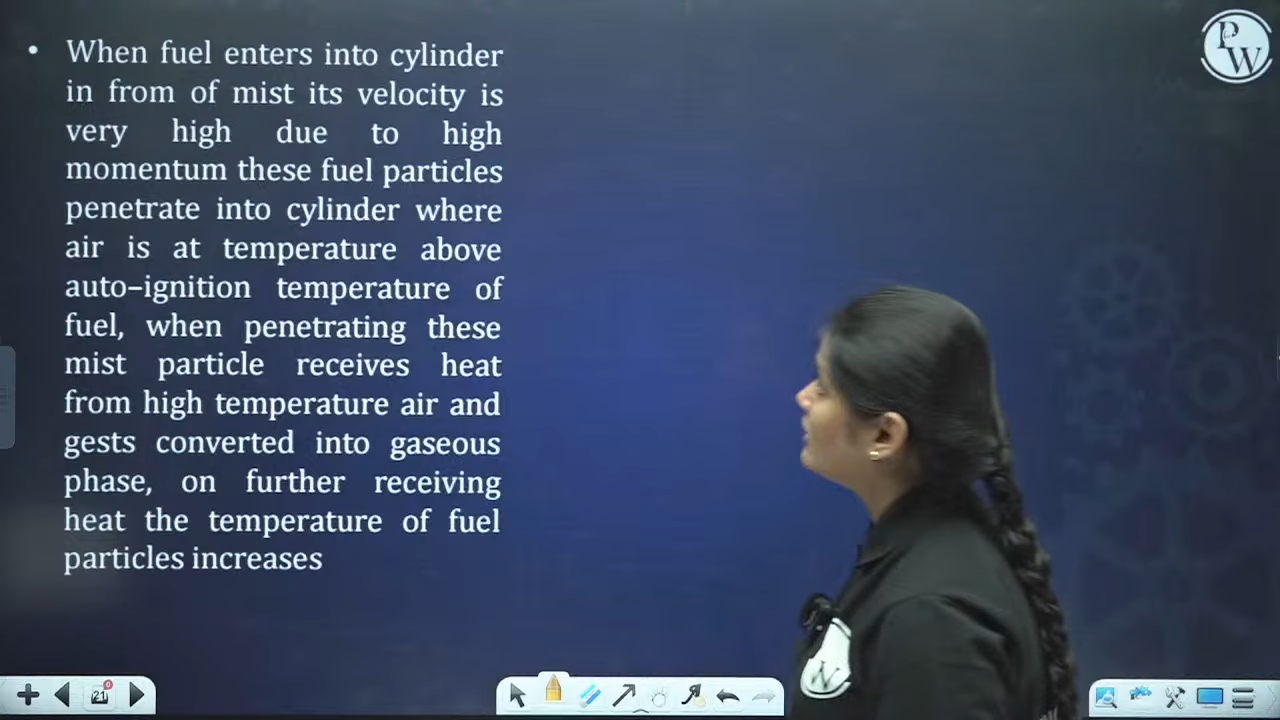 PW
• When fuel enters into cylinder
in from of mist its velocity is
very high due to high
momentum these fuel particles
penetrate into cylinder where
air is at temperature above
auto–ignition temperature of
fuel, when penetrating these
mist particle receives heat
from high temperature air and
gests converted into gaseous
phase, on further receiving
heat the temperature of fuel
particles increases
W
21